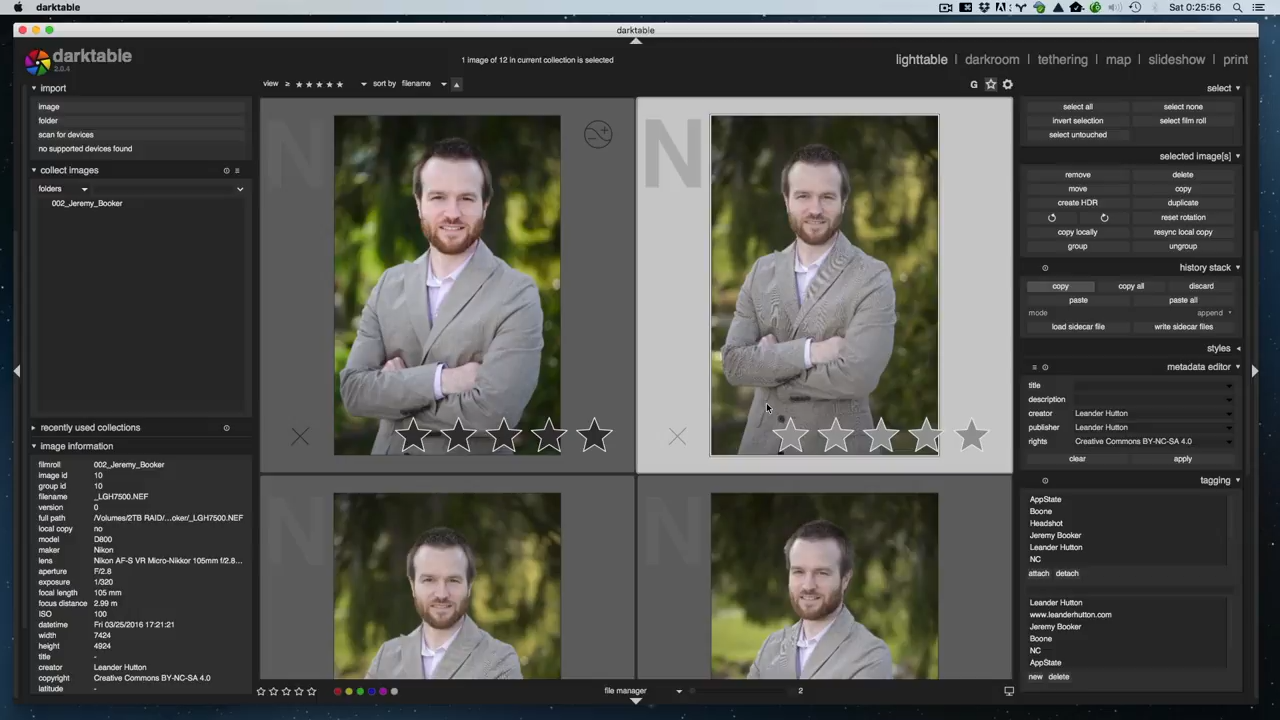 darktable
Sat 0:25:56
darktable
darktable
2.0.4
1 image of 12 in current collection is selected
lighttable | darkroom | tethering | map | slideshow | print
import
image
folder
scan for devices
no supported devices found
collect images
folders
002_Jeremy_Booker
recently used collections
image information
filmroll 002_Jeremy_Booker
image id 10
group id 10
filename _LGH7500.NEF
version 0
full path /Volumes/2TB RAID/...oker/_LGH7500.NEF
local copy no
model D800
maker Nikon
lens Nikon AF-S VR Micro-Nikkor 105mm f/2.8...
aperture F/2.8
exposure 1/320
focal length 105 mm
focus distance 2.99 m
ISO 100
datetime Fri 03/25/2016 17:21:21
width 7424
height 4924
title -
creator Leander Hutton
copyright Creative Commons BY-NC-SA 4.0
latitude -
view ≥ sort by filename
G
N
N
N
N
file manager
2
select
select all select none
invert selection select film roll
select untouched
selected image[s]
remove delete
move copy
create HDR duplicate
reset rotation
copy locally resync local copy
group ungroup
history stack
copy copy all discard
paste paste all
mode append
load sidecar file write sidecar files
styles
metadata editor
title
description
creator Leander Hutton
publisher Leander Hutton
rights Creative Commons BY-NC-SA 4.0
clear apply
tagging
AppState
Boone
Headshot
Jeremy Booker
Leander Hutton
NC
attach detach
Leander Hutton
www.leanderhutton.com
Jeremy Booker
Boone
NC
AppState
new delete